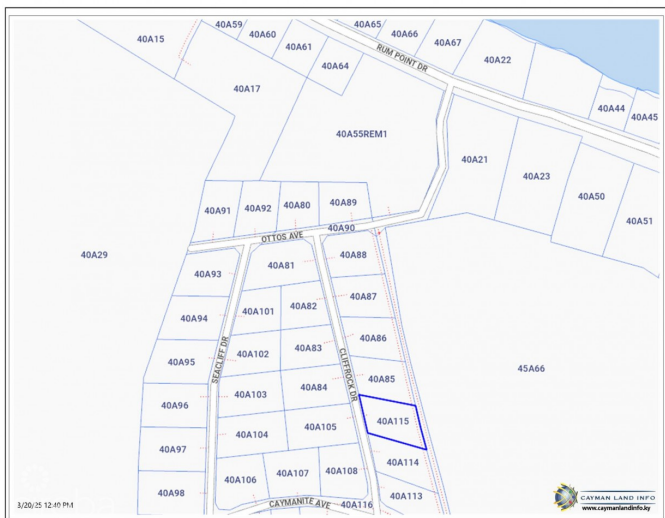 40A59
40A65
40A15
40A60
40A66
40A61
40A67
RUM POINT DR
40A64
40A22
40A17
40A44
40A45
40A55REM1
40A21
40A23
40A50
40A51
40A91
40A92
40A80
40A89
40A90
OTTOS AVE
40A29
40A88
40A93
40A81
40A87
40A82
40A101
40A94
40A86
40A83
40A102
SEACLIFF DR
CLIFFROCK DR
40A95
45A66
40A85
40A84
40A103
40A96
40A115
40A105
40A104
40A97
40A114
40A108
40A107
40A106
40A98
40A113
CAYMANITE AVE
40A116
3/20/25 12:40 PM
CAYMAN LAND INFO
www.caymanlandinfo.ky